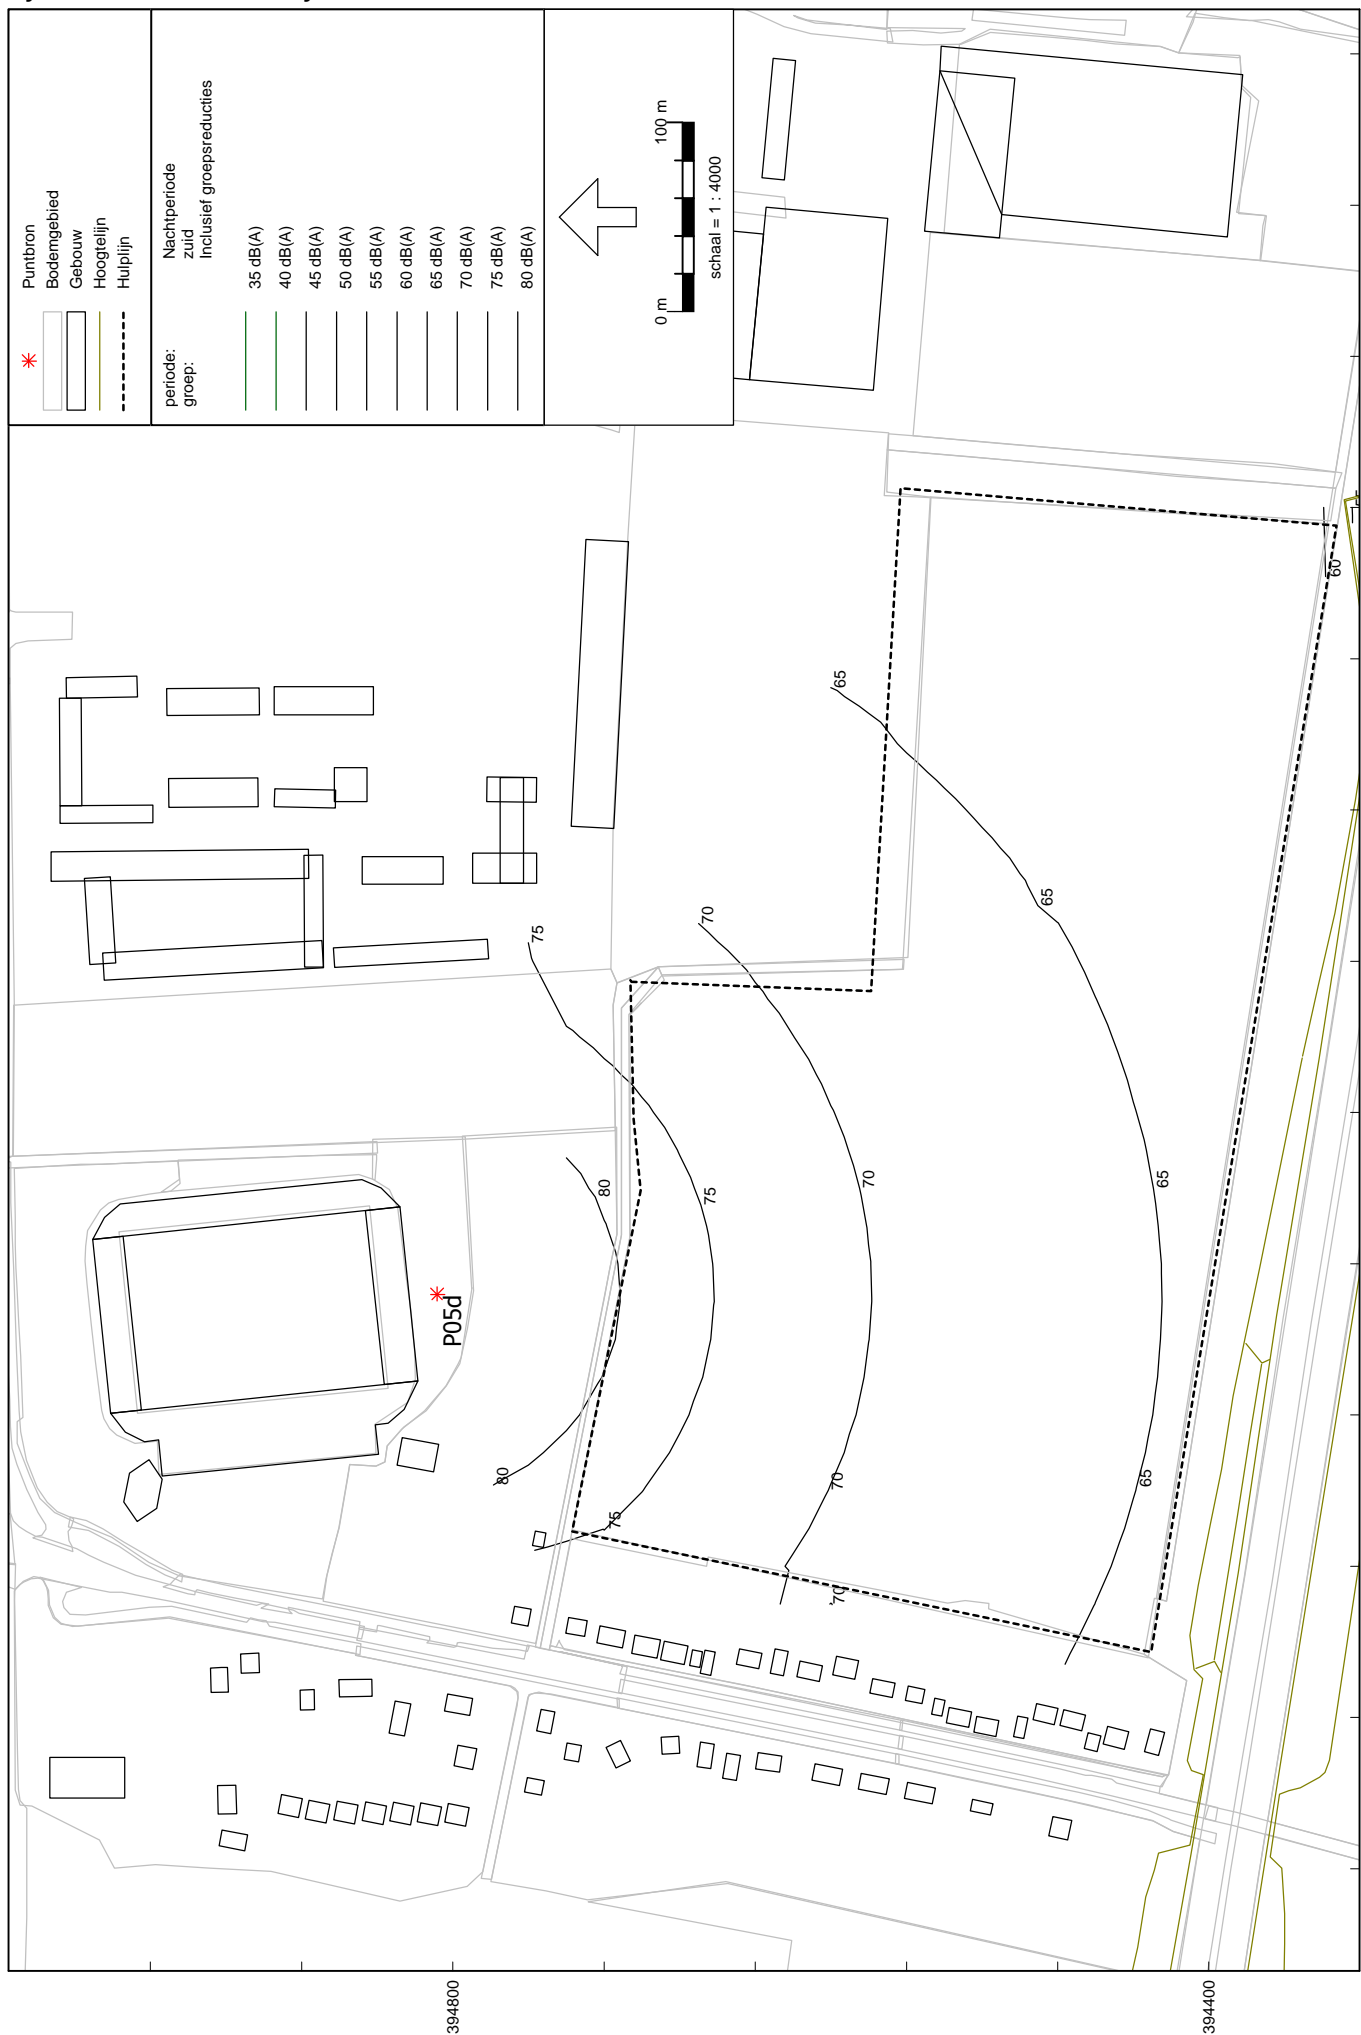 Puntbron
Bodemgebied
Gebouw
Hoogtelijn
Hulplijn
periode: Nachtperiode
groep: zuid
Inclusief groepsreducties
35 dB(A)
40 dB(A)
45 dB(A)
50 dB(A)
55 dB(A)
60 dB(A)
65 dB(A)
70 dB(A)
75 dB(A)
80 dB(A)
0 m 100 m
schaal = 1 : 4000
P05d
80
80
75
75
75
70
70
70
70
65
65
65
65
60
394800
394400